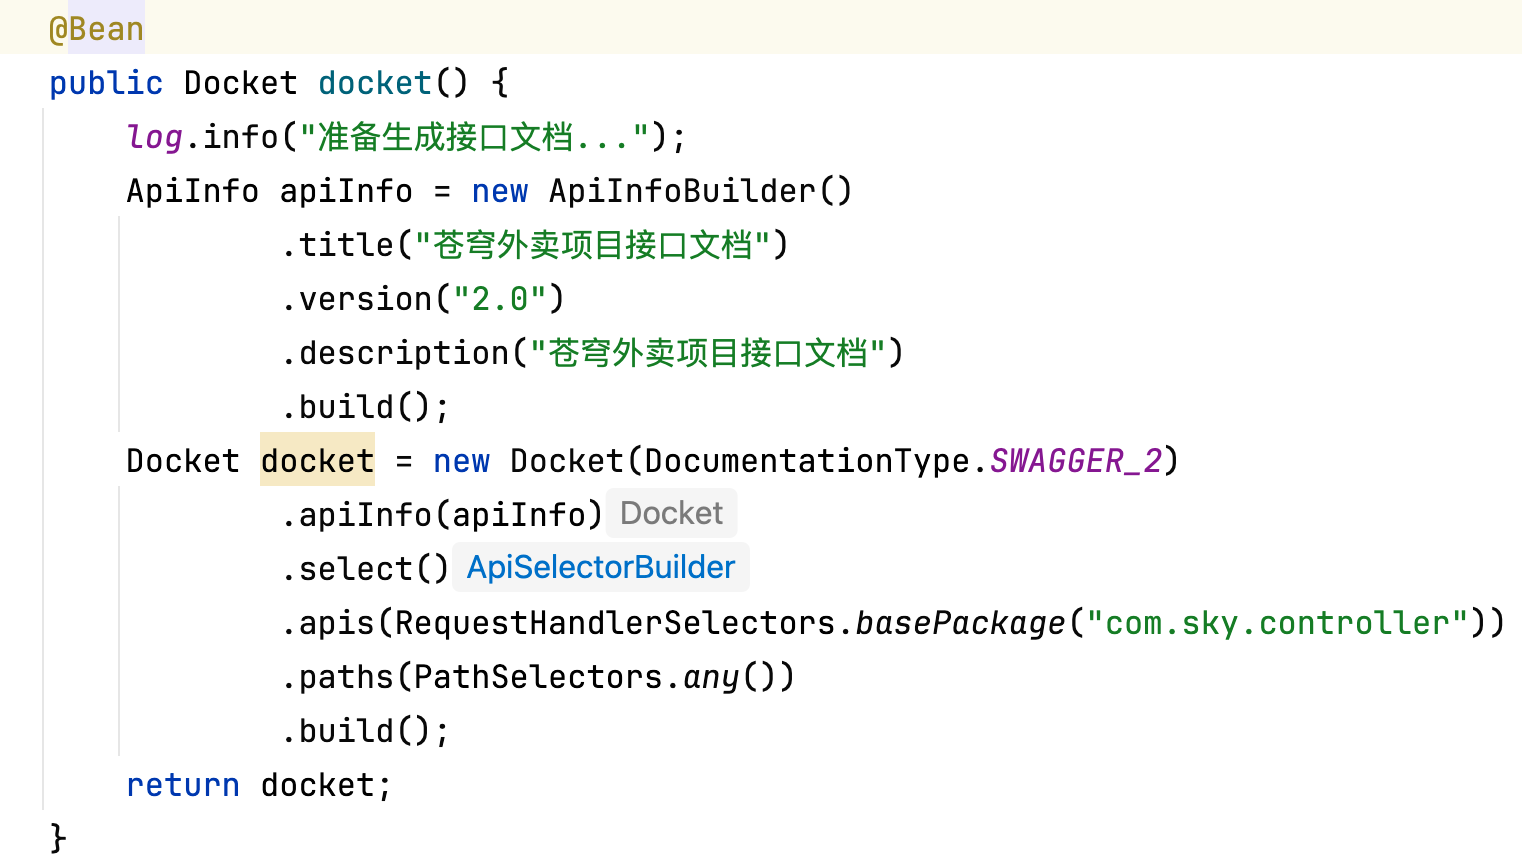 @Bean
public Docket docket() {
log.info("准备生成接口文档...");
ApiInfo apiInfo = new ApiInfoBuilder()
.title("苍穹外卖项目接口文档")
.version("2.0")
.description("苍穹外卖项目接口文档")
.build();
Docket docket = new Docket(DocumentationType.SWAGGER_2)
.apiInfo(apiInfo) Docket
.select() ApiSelectorBuilder
.apis(RequestHandlerSelectors.basePackage("com.sky.controller"))
.paths(PathSelectors.any())
.build();
return docket;
}